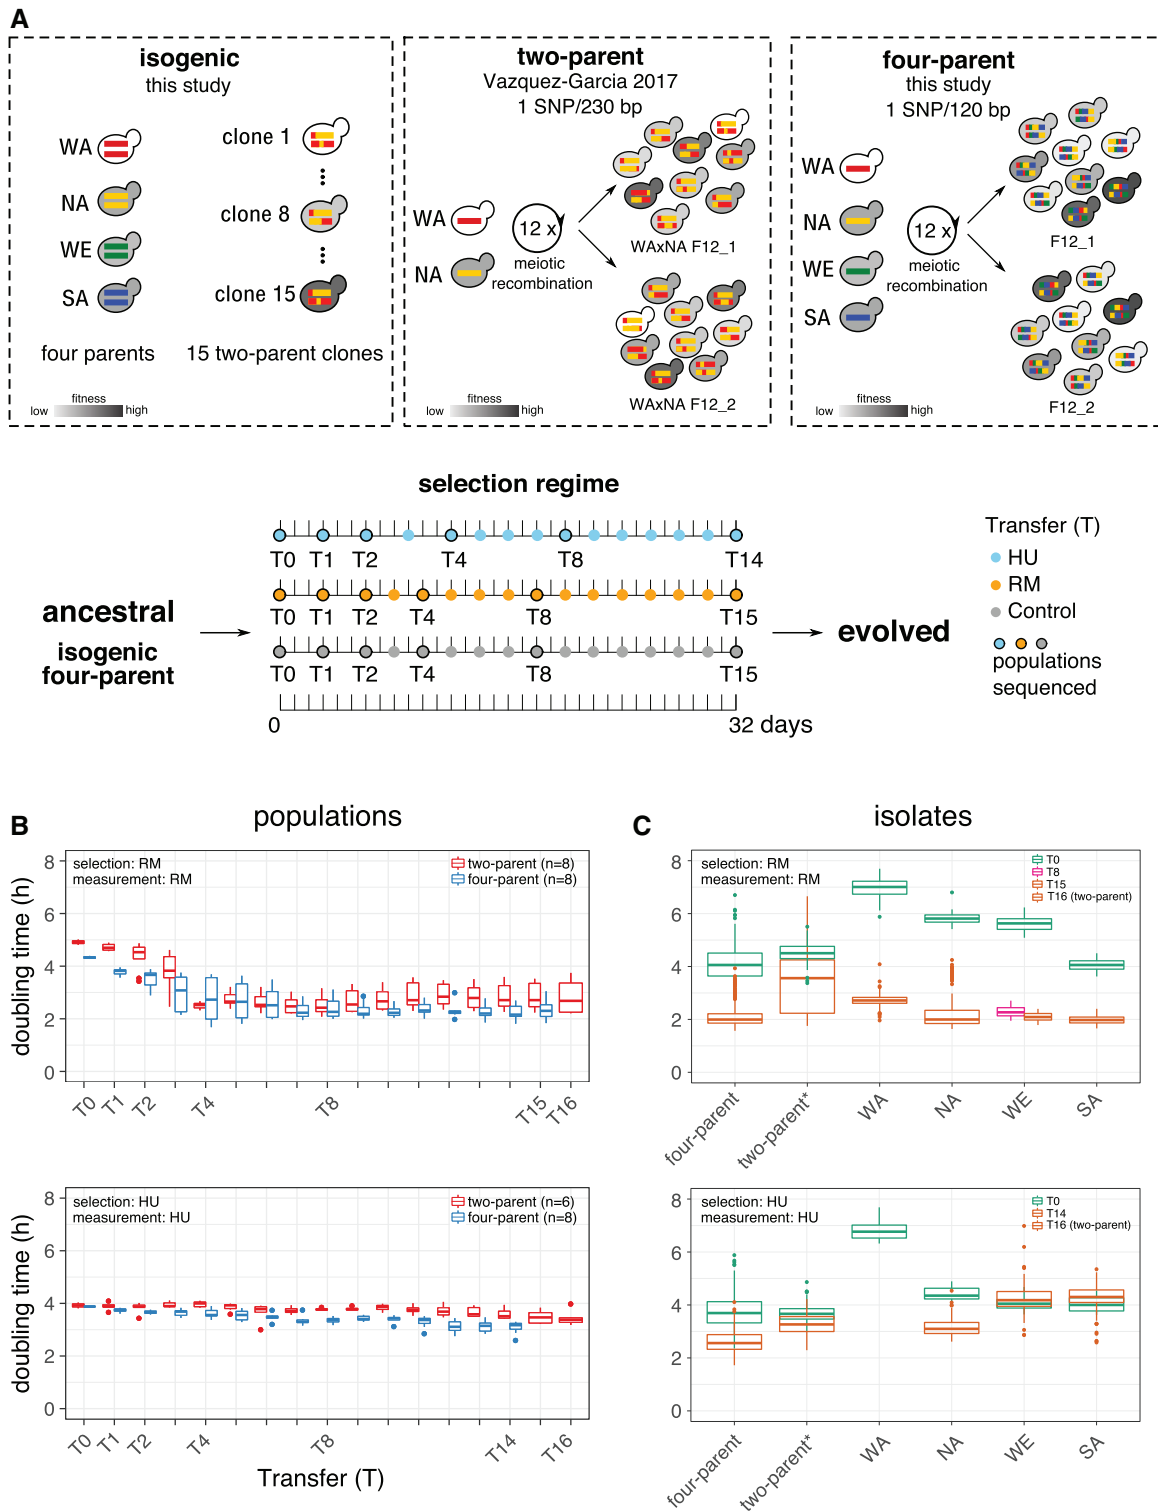 A
isogenic
this study
WA
NA
WE
SA
four parents
clone 1
clone 8
clone 15
15 two-parent clones
fitness
low high
two-parent
Vazquez-Garcia 2017
1 SNP/230 bp
WA
NA
12 x
meiotic
recombination
WAxNA F12_1
WAxNA F12_2
fitness
low high
four-parent
this study
1 SNP/120 bp
WA
NA
WE
SA
12 x
meiotic
recombination
F12_1
F12_2
fitness
low high
selection regime
ancestral
isogenic
four-parent
T0 T1 T2 T4 T8 T14
T0 T1 T2 T4 T8 T15
T0 T1 T2 T4 T8 T15
0 32 days
evolved
Transfer (T)
HU
RM
Control
populations
sequenced
B
populations
selection: RM
measurement: RM
two-parent (n=8)
four-parent (n=8)
doubling time (h)
8
6
4
2
0
T0 T1 T2 T4 T8 T15 T16
selection: HU
measurement: HU
two-parent (n=6)
four-parent (n=8)
doubling time (h)
8
6
4
2
0
T0 T1 T2 T4 T8 T14 T16
Transfer (T)
C
isolates
selection: RM
measurement: RM
T0
T8
T15
T16 (two-parent)
8
6
4
2
0
four-parent two-parent* WA NA WE SA
selection: HU
measurement: HU
T0
T14
T16 (two-parent)
8
6
4
2
0
four-parent two-parent* WA NA WE SA